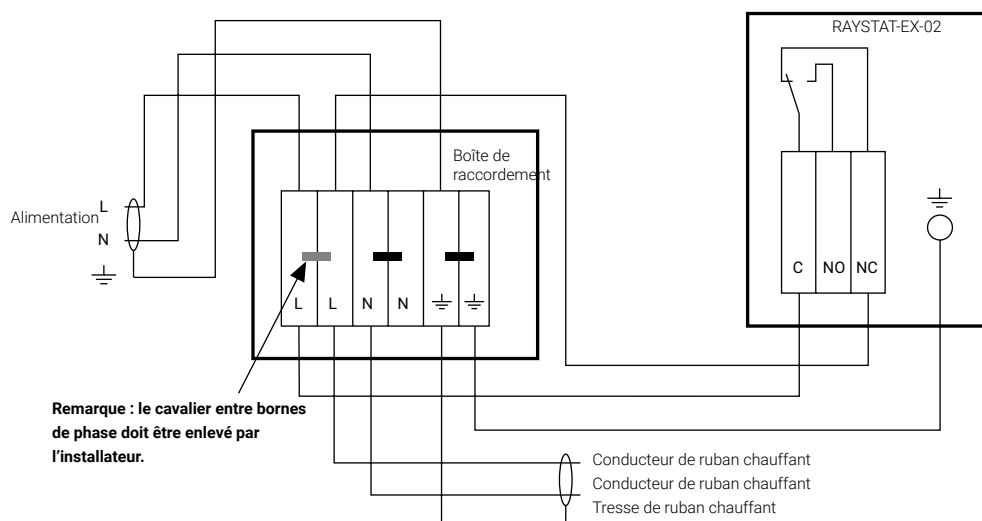 RAYSTAT-EX-02
Boîte de
raccordement
Alimentation
L
N
C NO NC
L L N N
Remarque : le cavalier entre bornes
de phase doit être enlevé par
l’installateur.
Conducteur de ruban chauffant
Conducteur de ruban chauffant
Tresse de ruban chauffant